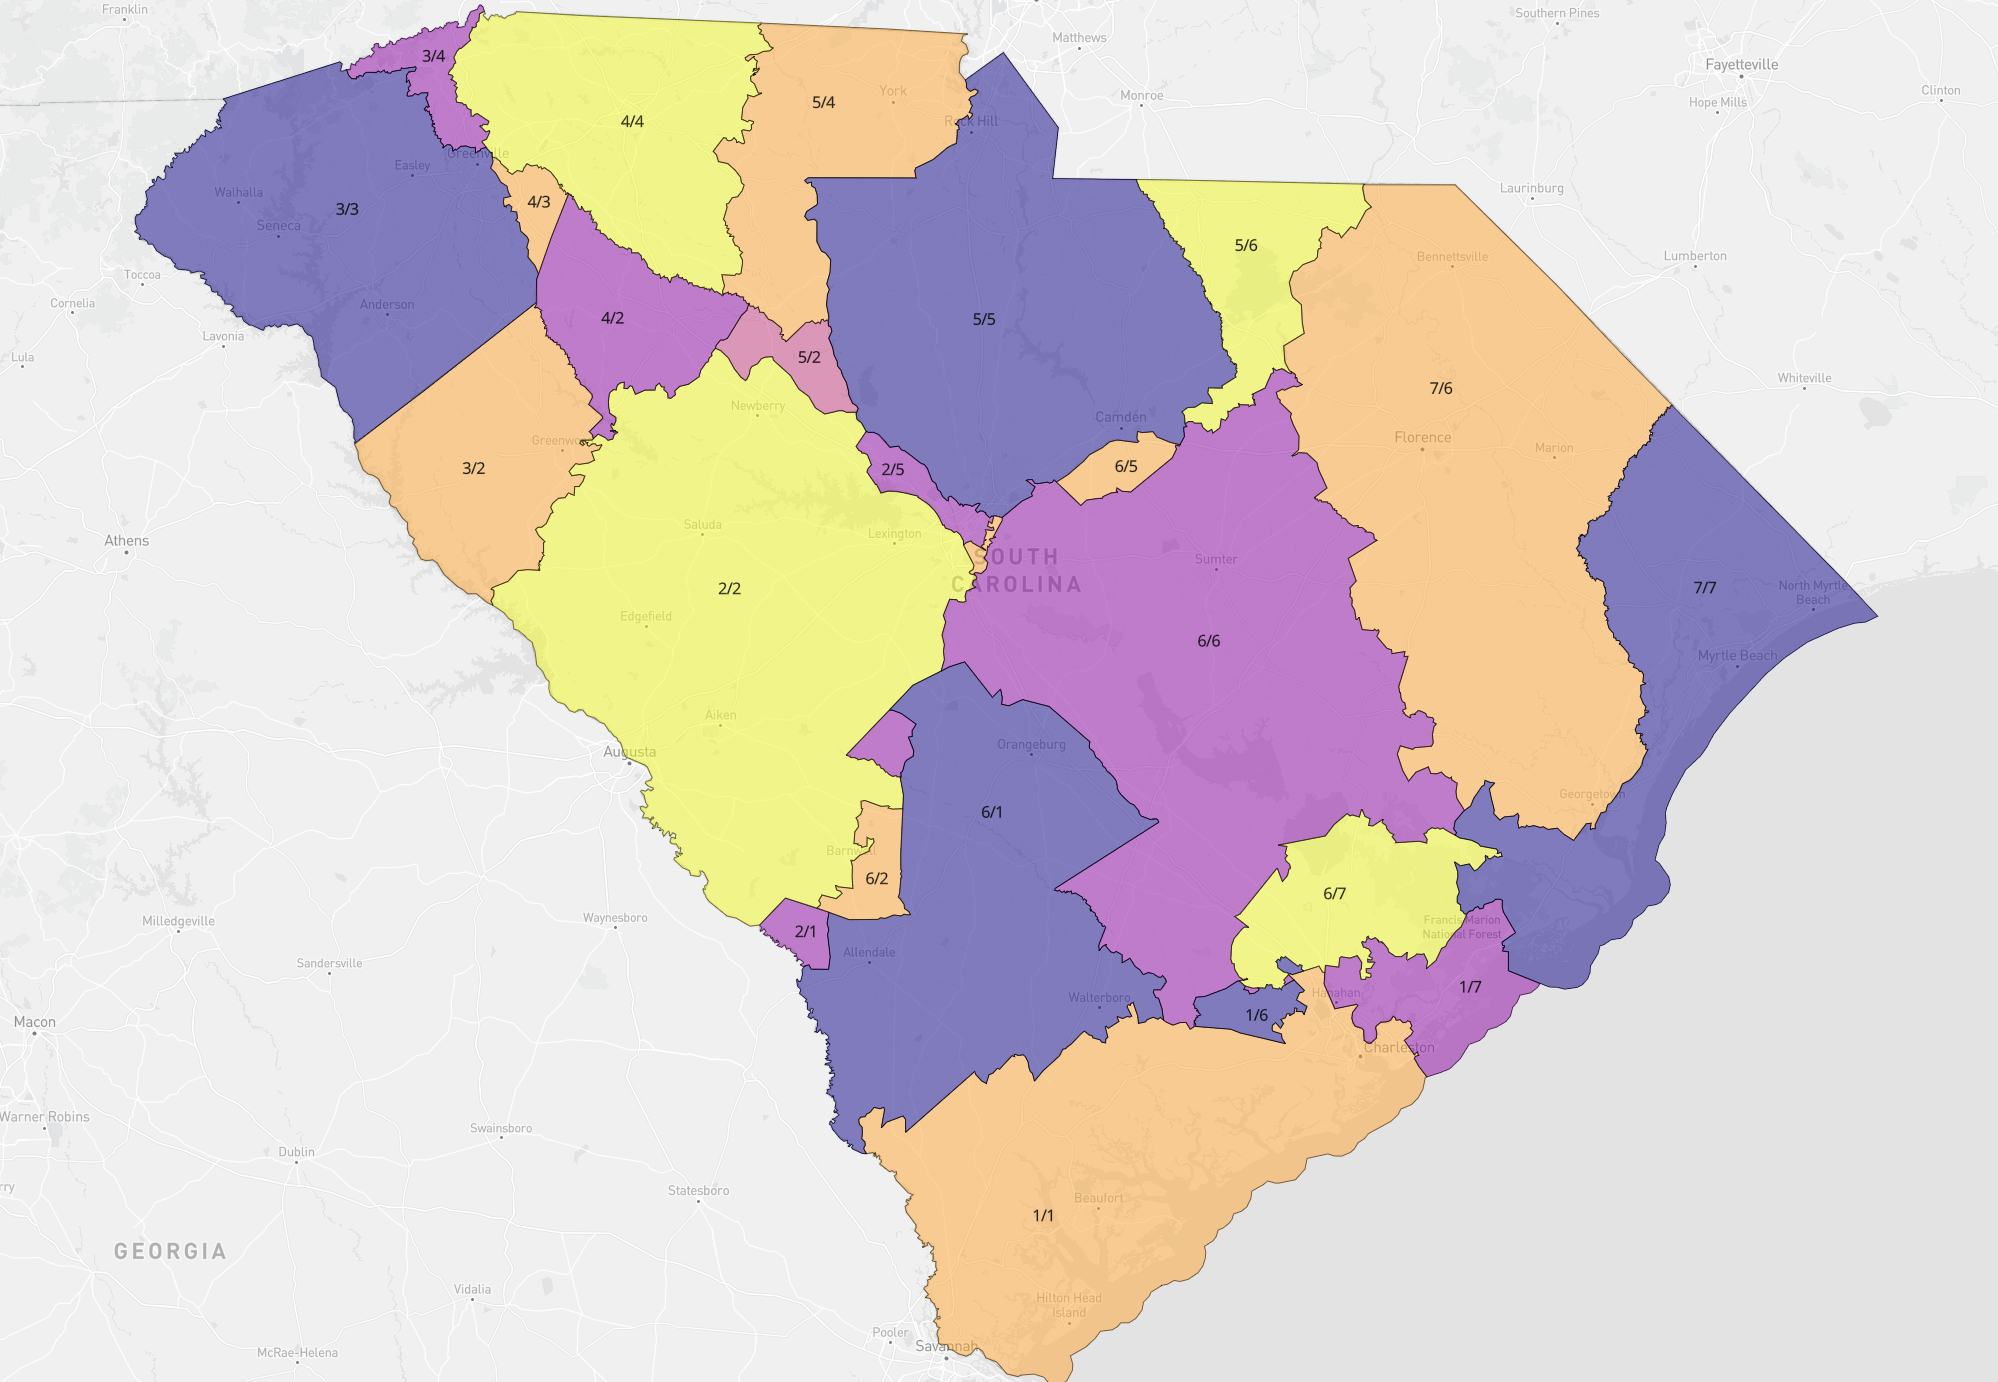 Franklin
Southern Pines
Matthews
3/4
Fayetteville
York
Clinton
5/4
Monroe
Hope Mills
4/4
Rock Hill
Greenville
Easley
Walhalla
Laurinburg
4/3
3/3
Seneca
5/6
Bennettsville
Lumberton
Toccoa
Cornelia
Anderson
4/2
5/5
Lavonia
Lula
5/2
Whiteville
7/6
Newberry
Camden
Florence
Marion
Greenwo
3/2
2/5
6/5
Saluda
Lexington
Athens
SOUTH
CAROLINA
Sumter
2/2
7/7
North Myrtle
Beach
Edgefield
6/6
Myrtle Beach
Aiken
Augusta
Orangeburg
Georgetown
6/1
Barnwell
6/2
6/7
Milledgeville
Waynesboro
Francis Marion
National Forest
2/1
Allendale
Sandersville
1/7
Hanahan
Walterboro
1/6
Macon
Charleston
Warner Robins
Swainsboro
Dublin
rry
Statesboro
Beaufort
1/1
GEORGIA
Vidalia
Hilton Head
Island
Pooler
Savannah
McRae-Helena